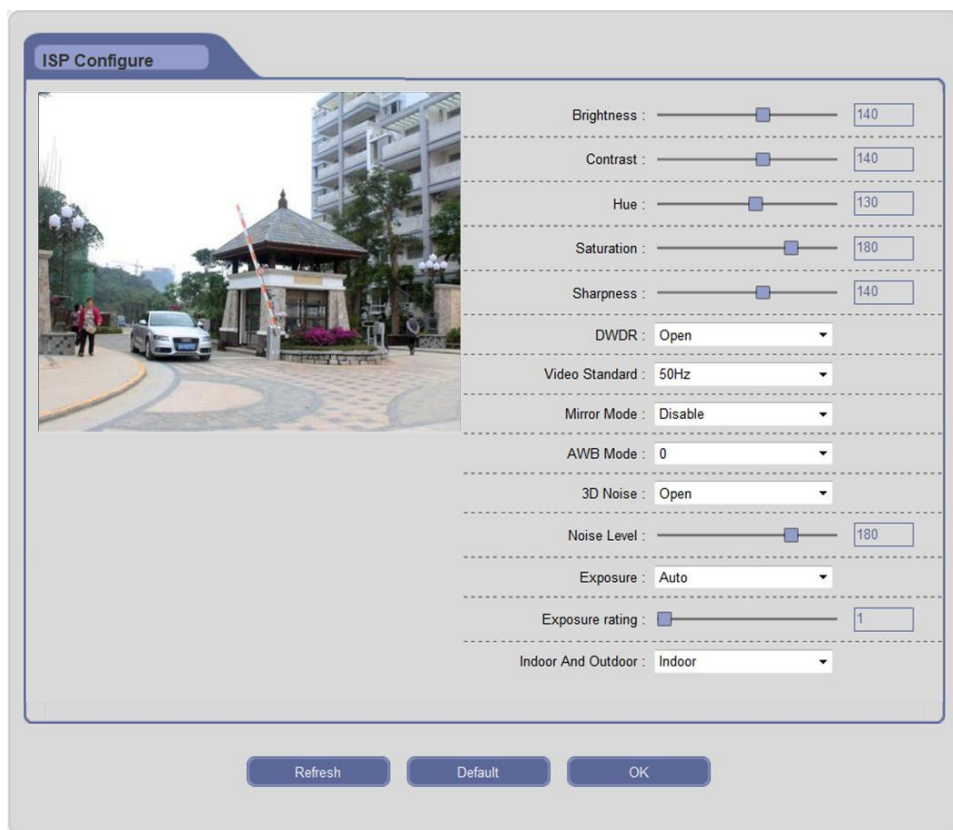 ISP Configure
Brightness : 140
Contrast : 140
Hue : 130
Saturation : 180
Sharpness : 140
DWDR : Open
Video Standard : 50Hz
Mirror Mode : Disable
AWB Mode : 0
3D Noise : Open
Noise Level : 180
Exposure : Auto
Exposure rating : 1
Indoor And Outdoor : Indoor
Refresh Default OK